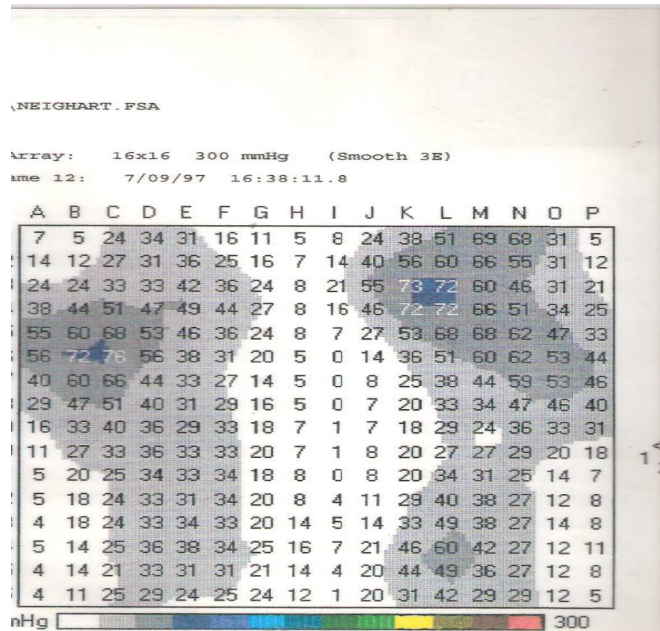 \NEIGHART.FSA
Array: 16x16 300 mmHg (Smooth 3E)
ame 12: 7/09/97 16:38:11.8
A B C D E F G H I J K L M N O P
7 5 24 34 31 16 11 5 8 24 38 51 69 68 31 5
14 12 27 31 36 25 16 7 14 40 56 60 66 55 31 12
24 24 33 33 42 36 24 8 21 55 73 72 60 46 31 21
38 44 51 47 49 44 27 8 16 46 72 72 66 51 34 25
55 60 68 53 46 36 24 8 7 27 53 68 68 62 47 33
56 72 76 56 38 31 20 5 0 14 36 51 60 62 53 44
40 60 66 44 33 27 14 5 0 8 25 38 44 59 53 46
29 47 51 40 31 29 16 5 0 7 20 33 34 47 46 40
16 33 40 36 29 33 18 7 1 7 18 29 24 36 33 31
11 27 33 36 33 33 20 7 1 8 20 27 27 29 20 18
5 20 25 34 33 34 18 8 0 8 20 34 31 25 14 7
5 18 24 33 31 34 20 8 4 11 29 40 38 27 12 8
4 18 24 33 34 33 20 14 5 14 33 49 38 27 14 8
5 14 25 36 38 34 25 16 7 21 46 60 42 27 12 11
4 14 21 33 31 31 21 14 4 20 44 49 36 27 12 8
4 11 25 29 24 25 24 12 1 20 31 42 29 29 12 5
mHg 300
1